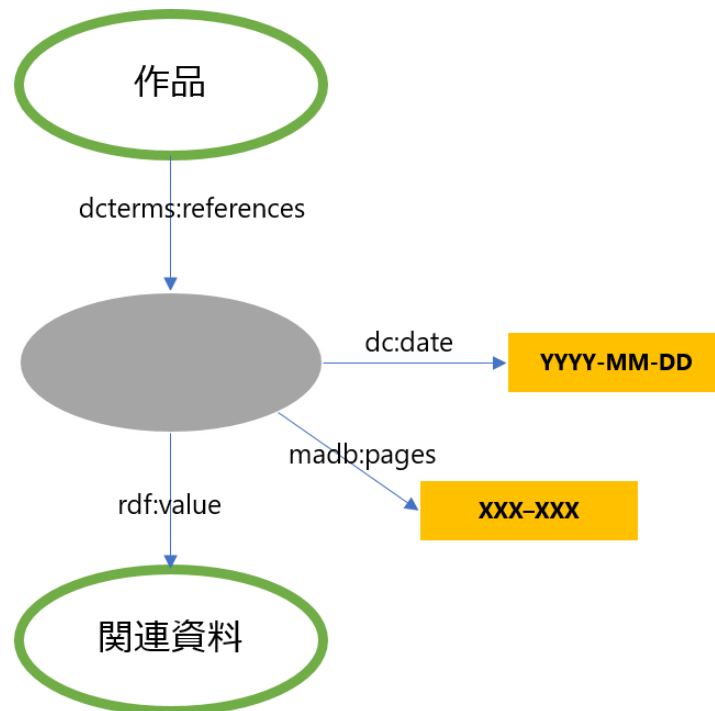 作品
dcterms:references
dc:date
YYYY-MM-DD
madb:pages
XXX–XXX
rdf:value
関連資料